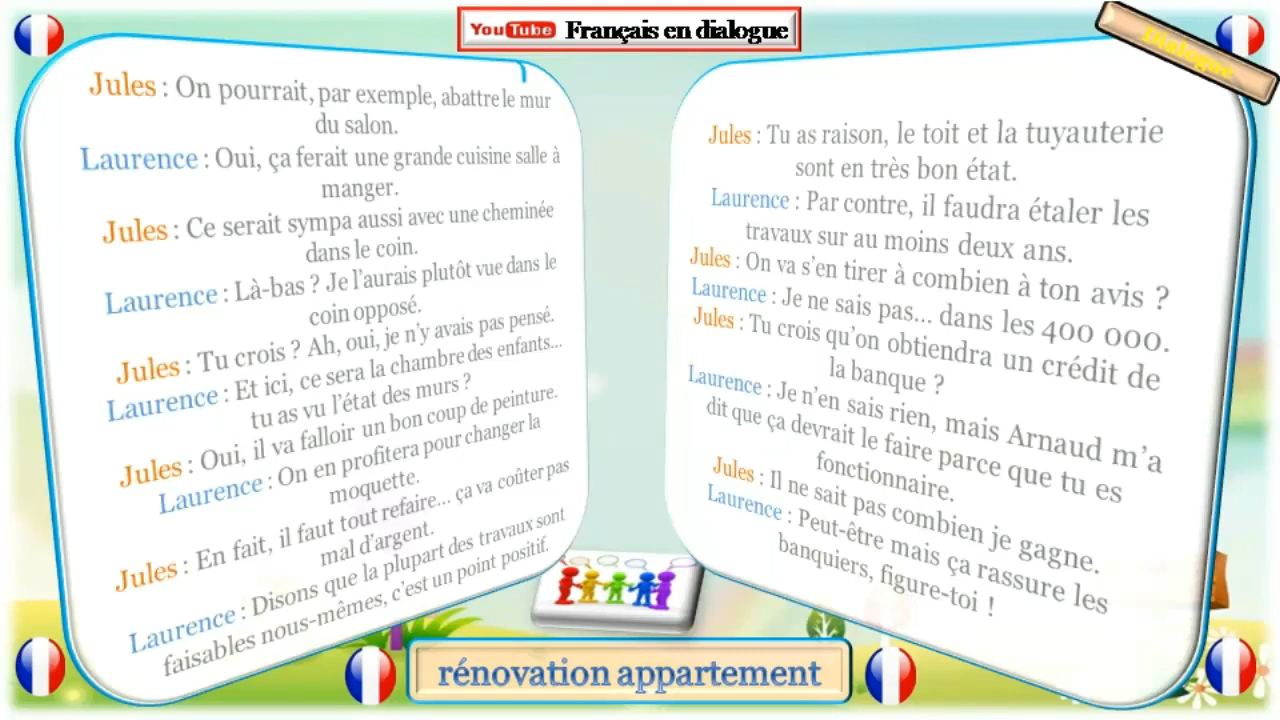 YouTube Français en dialogue
Dialogue
Jules : On pourrait, par exemple, abattre le mur
du salon.
Laurence : Oui, ça ferait une grande cuisine salle à
manger.
Jules : Ce serait sympa aussi avec une cheminée
dans le coin.
Laurence : Là-bas ? Je l'aurais plutôt vue dans le
coin opposé.
Jules : Tu crois ? Ah, oui, je n'y avais pas pensé.
Laurence : Et ici, ce sera la chambre des enfants...
tu as vu l'état des murs ?
Jules : Oui, il va falloir un bon coup de peinture.
Laurence : On en profitera pour changer la
moquette.
Jules : En fait, il faut tout refaire... ça va coûter pas
mal d'argent.
Laurence : Disons que la plupart des travaux sont
faisables nous-mêmes, c'est un point positif.
Jules : Tu as raison, le toit et la tuyauterie
sont en très bon état.
Laurence : Par contre, il faudra étaler les
travaux sur au moins deux ans.
Jules : On va s'en tirer à combien à ton avis ?
Laurence : Je ne sais pas... dans les 400 000.
Jules : Tu crois qu'on obtiendra un crédit de
la banque ?
Laurence : Je n'en sais rien, mais Arnaud m'a
dit que ça devrait le faire parce que tu es
fonctionnaire.
Jules : Il ne sait pas combien je gagne.
Laurence : Peut-être mais ça rassure les
banquiers, figure-toi !
rénovation appartement